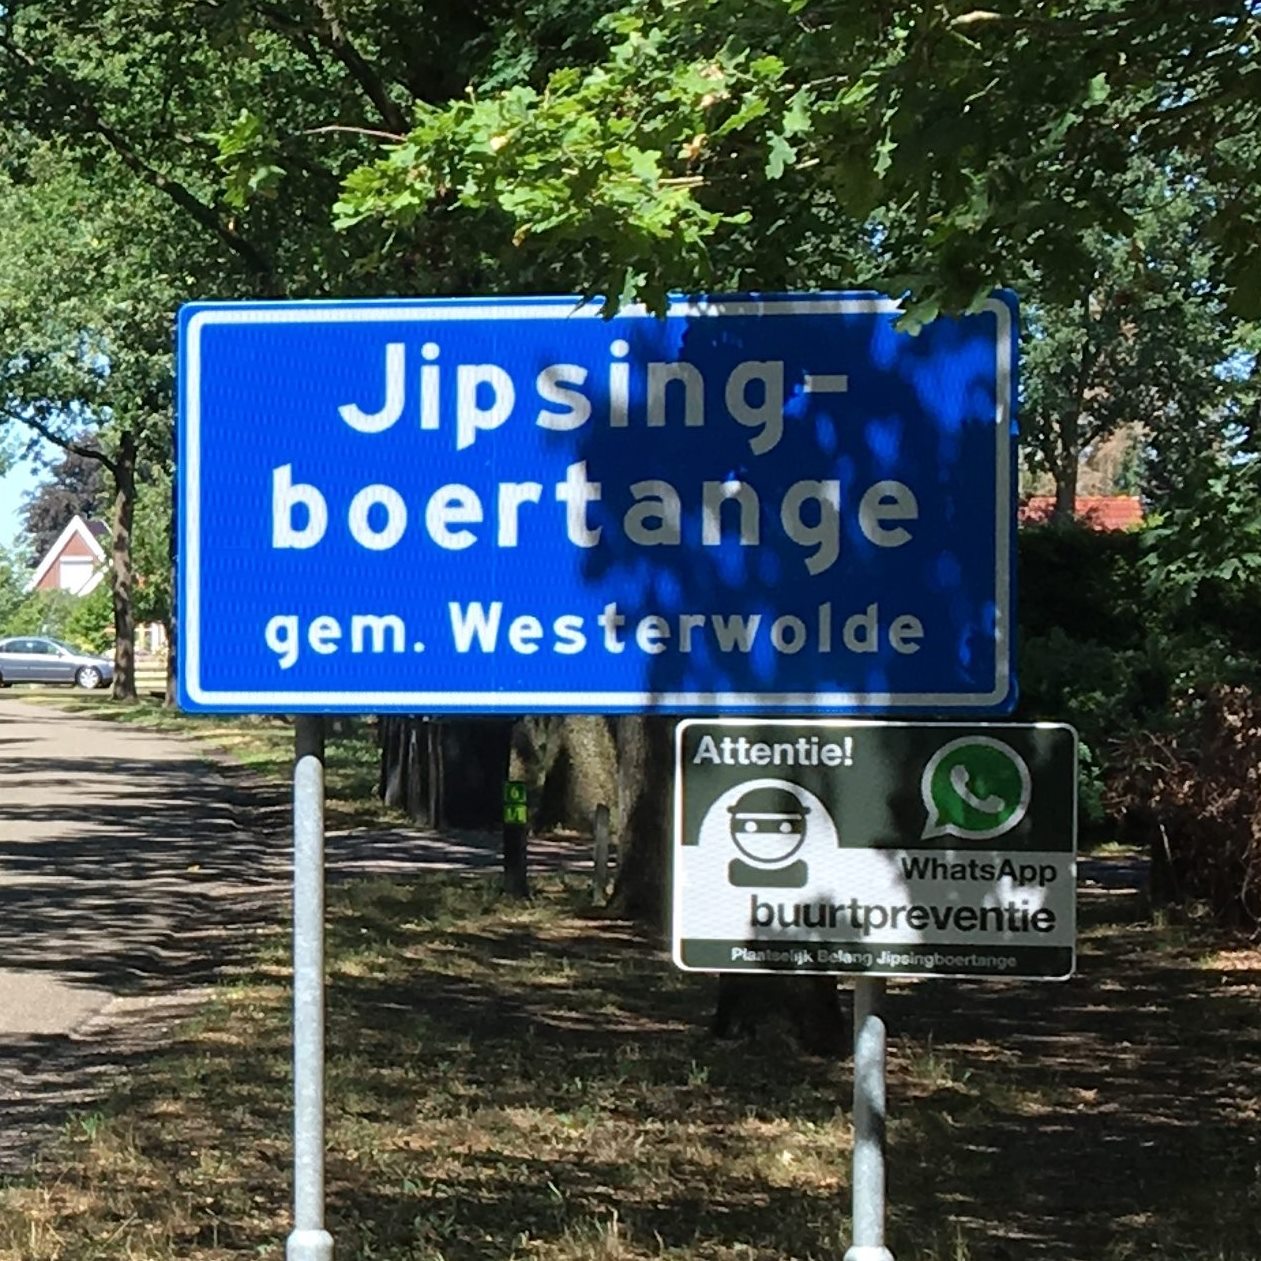 Jipsing-
boertange
gem. Westerwolde
Attentie!
WhatsApp
buurtpreventie
Plaatselijk Belang Jipsingboertange